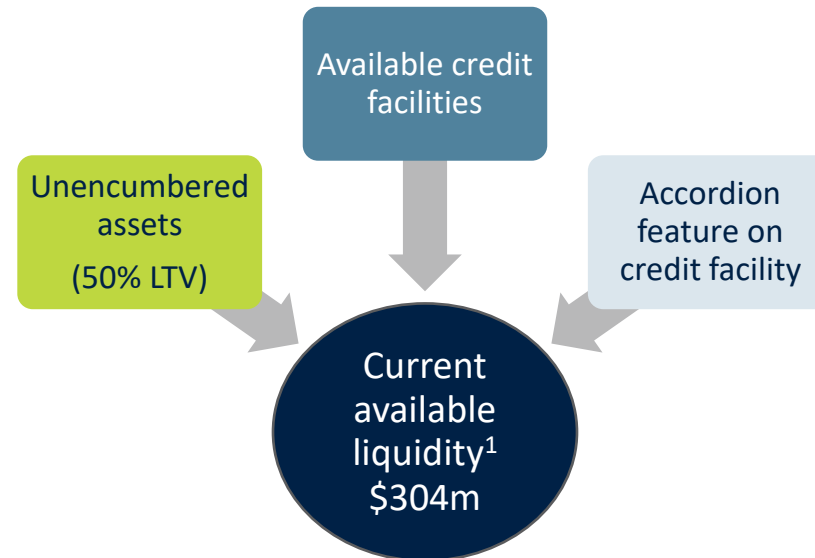 Available credit
facilities
Unencumbered
assets
(50% LTV)
Accordion
feature on
credit facility
Current
available
liquidity¹
$304m